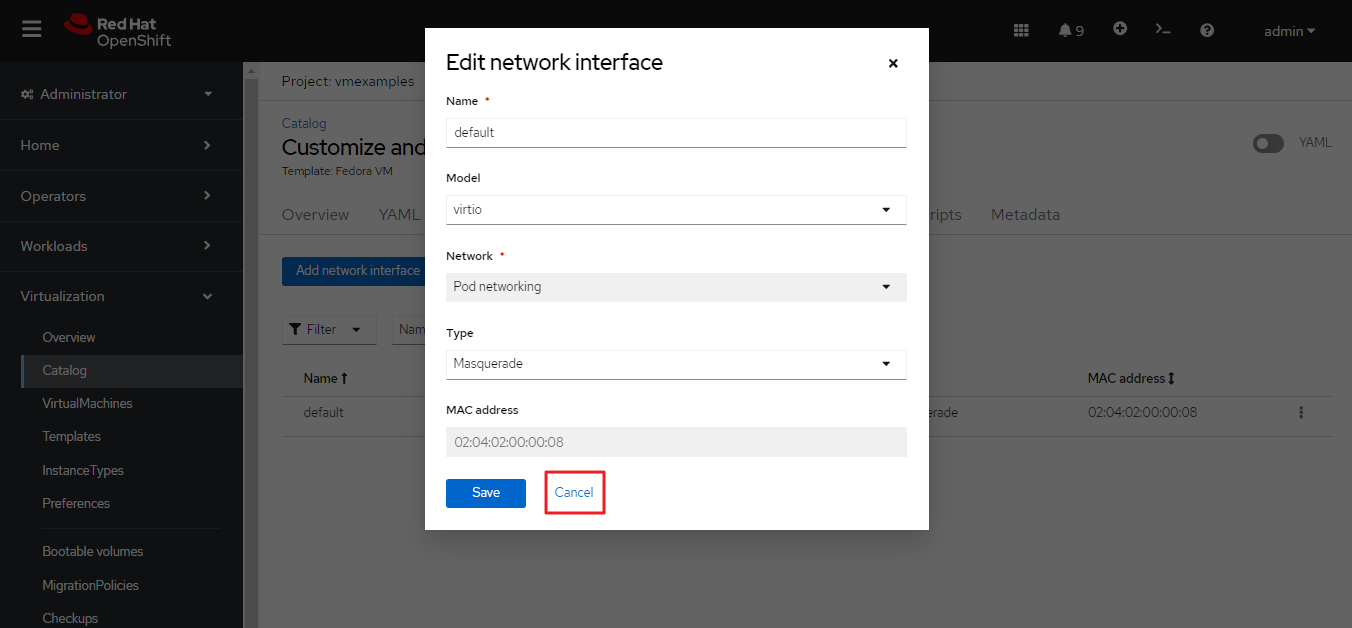 Red Hat
OpenShift
9
admin
Administrator
Home
Operators
Workloads
Virtualization
Overview
Catalog
VirtualMachines
Templates
InstanceTypes
Preferences
Bootable volumes
MigrationPolicies
Checkups
Project: vmexamples
Catalog
Customize and
Template: Fedora VM
YAML
Overview YAML ripts Metadata
Add network interface
Filter Nam
Name MAC address
default erade 02:04:02:00:00:08
Edit network interface
Name *
default
Model
virtio
Network *
Pod networking
Type
Masquerade
MAC address
02:04:02:00:00:08
Save Cancel